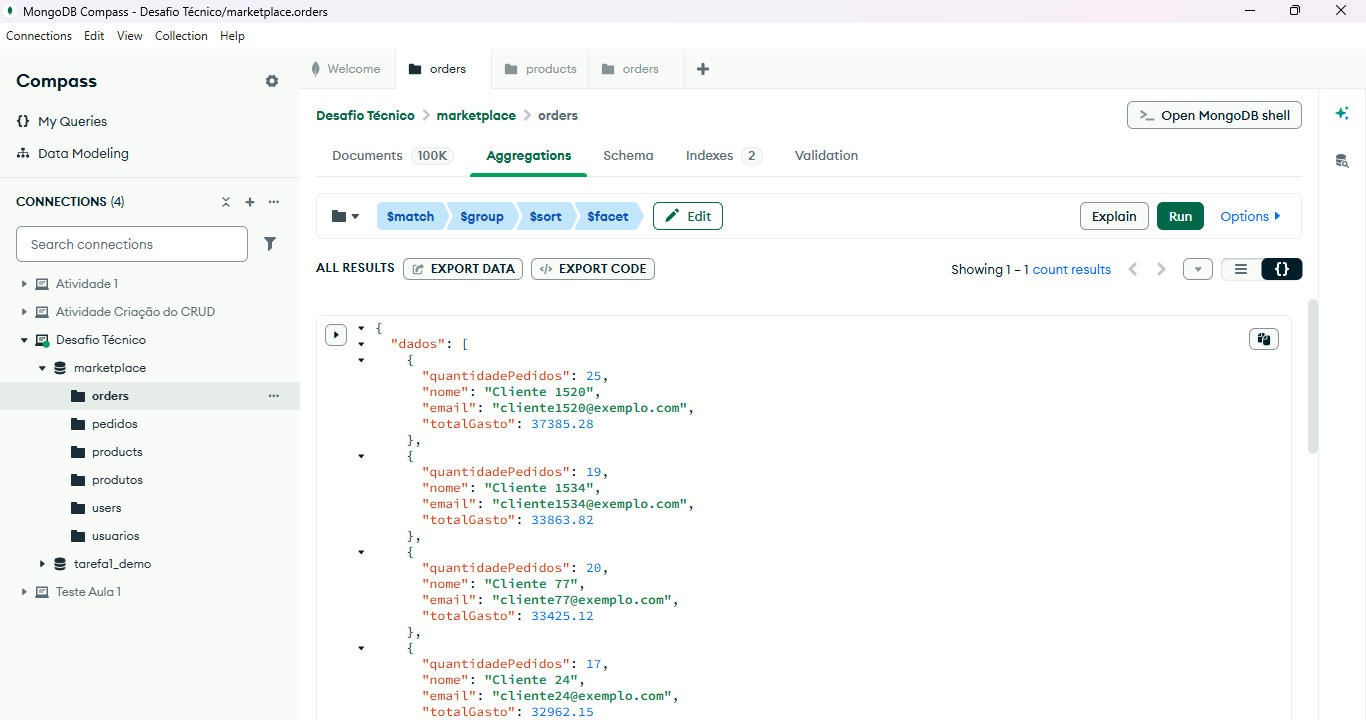 MongoDB Compass - Desafio Técnico/marketplace.orders
Connections Edit View Collection Help
Compass
{} My Queries
Data Modeling
CONNECTIONS (4)
Search connections
Atividade 1
Atividade Criação do CRUD
Desafio Técnico
marketplace
orders
pedidos
products
produtos
users
usuarios
tarefa1_demo
Teste Aula 1
Welcome orders products orders
Desafio Técnico > marketplace > orders
>_ Open MongoDB shell
Documents 100K Aggregations Schema Indexes 2 Validation
$match $group $sort $facet Edit
Explain Run Options
ALL RESULTS EXPORT DATA </> EXPORT CODE
Showing 1 – 1 count results
{}
{
"dados": [
{
"quantidadePedidos": 25,
"nome": "Cliente 1520",
"email": "cliente1520@exemplo.com",
"totalGasto": 37385.28
},
{
"quantidadePedidos": 19,
"nome": "Cliente 1534",
"email": "cliente1534@exemplo.com",
"totalGasto": 33863.82
},
{
"quantidadePedidos": 20,
"nome": "Cliente 77",
"email": "cliente77@exemplo.com",
"totalGasto": 33425.12
},
{
"quantidadePedidos": 17,
"nome": "Cliente 24",
"email": "cliente24@exemplo.com",
"totalGasto": 32962.15